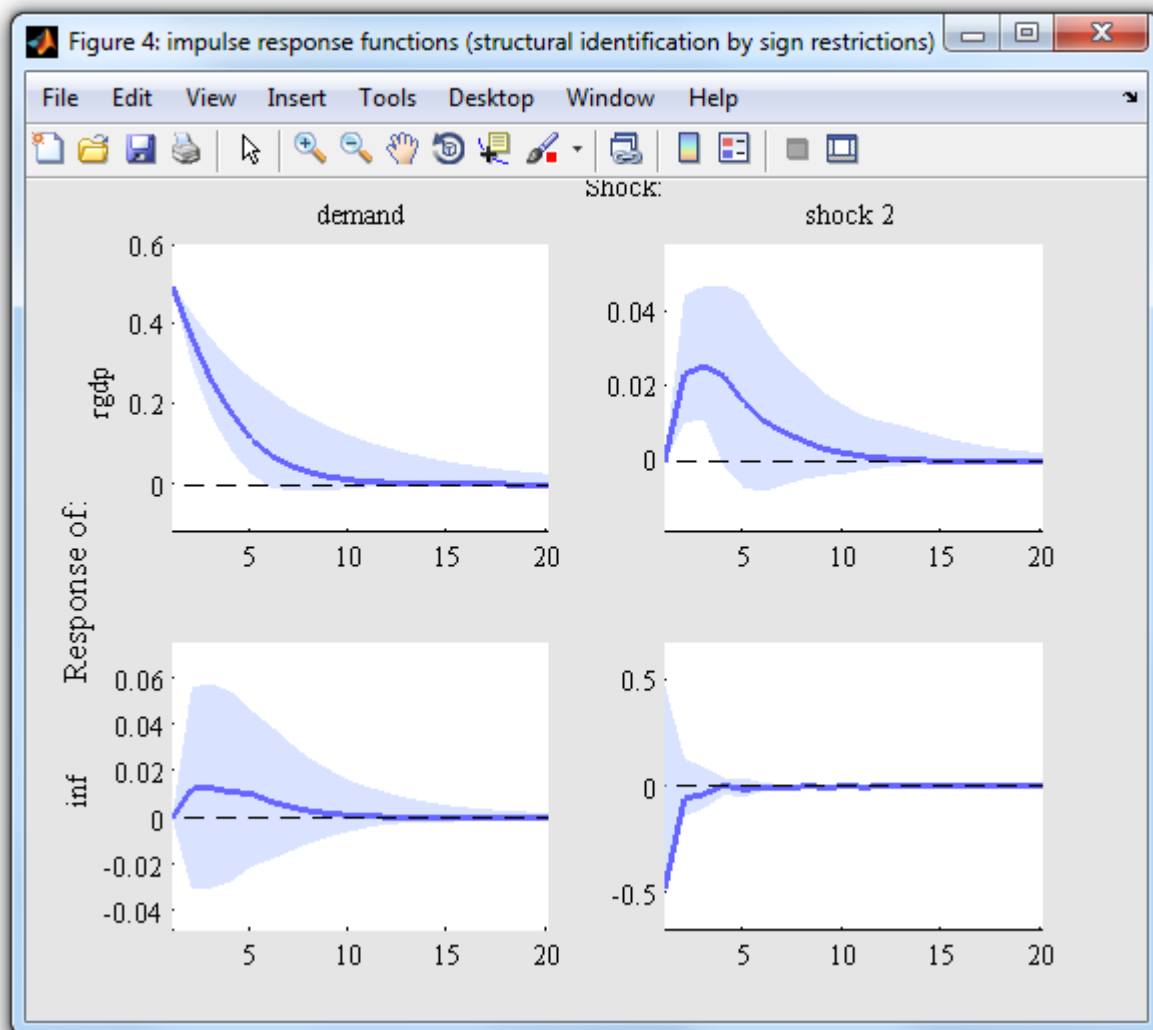 Figure 4: impulse response functions (structural identification by sign restrictions)
File Edit View Insert Tools Desktop Window Help
Shock:
demand shock 2
Response of:
rgdp
0.6
0.4
0.2
0
5 10 15 20
0.04
0.02
0
5 10 15 20
inf
0.06
0.04
0.02
0
-0.02
-0.04
5 10 15 20
0.5
0
-0.5
5 10 15 20